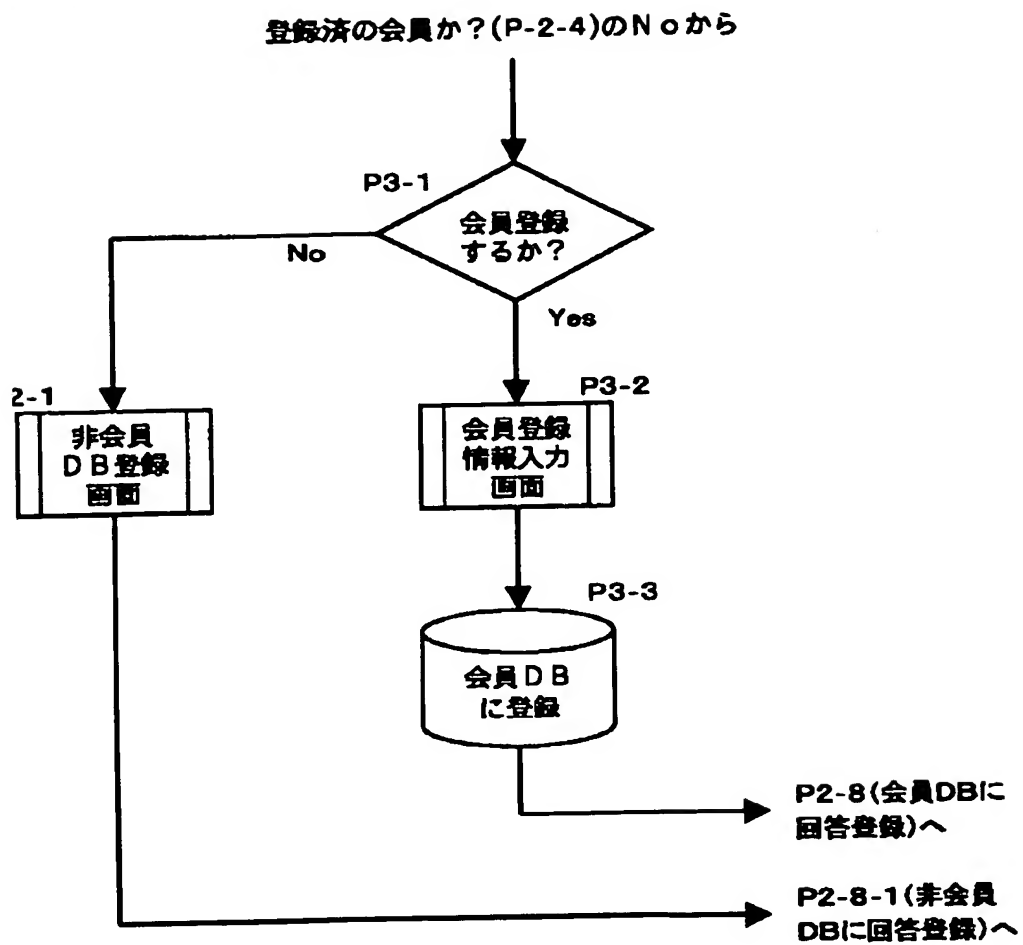 登録済の会員か？(P-2-4)のＮｏから
P3-1
会員登録
するか？
No
Yes
2-1
非会員
ＤＢ登録
画面
P3-2
会員登録
情報入力
画面
P3-3
会員ＤＢ
に登録
P2-8(会員DBに
回答登録)へ
P2-8-1(非会員
DBに回答登録)へ